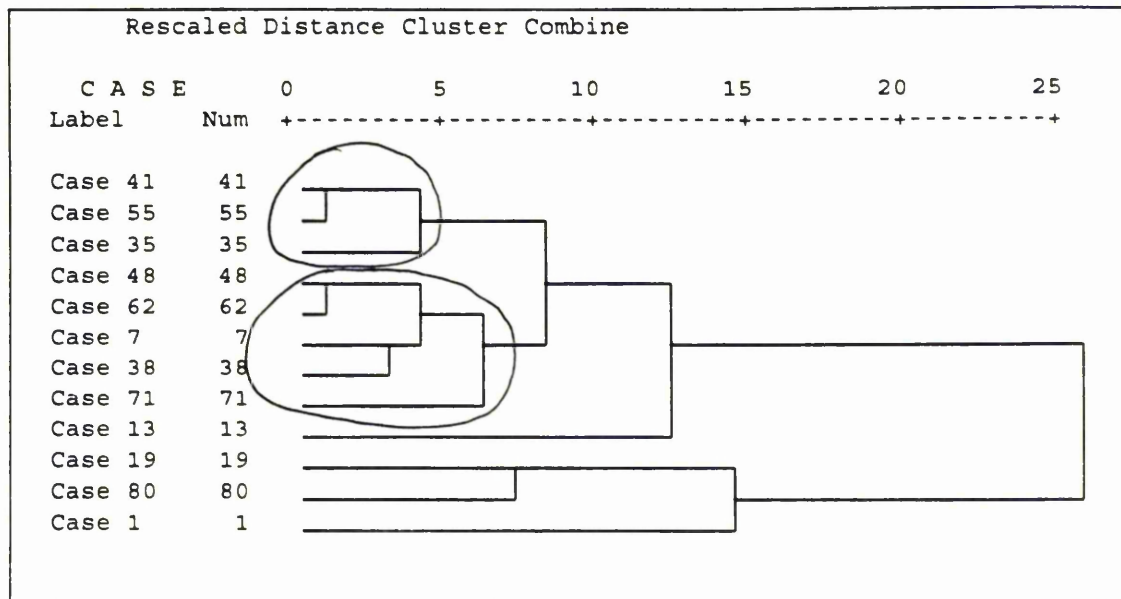 Rescaled Distance Cluster Combine
C A S E 0 5 10 15 20 25
Label Num +---------+---------+---------+---------+---------+
Case 41 41
Case 55 55
Case 35 35
Case 48 48
Case 62 62
Case 7 7
Case 38 38
Case 71 71
Case 13 13
Case 19 19
Case 80 80
Case 1 1